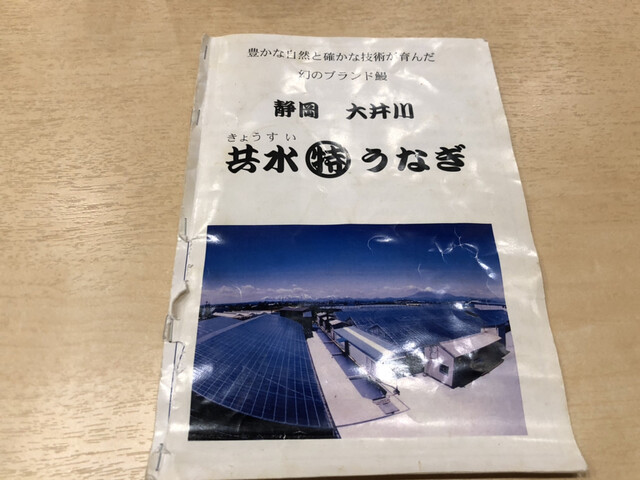 豊かな自然と確かな技術が育んだ
幻のブランド鰻
静岡 大井川
きょうすい
共水㊕うなぎ